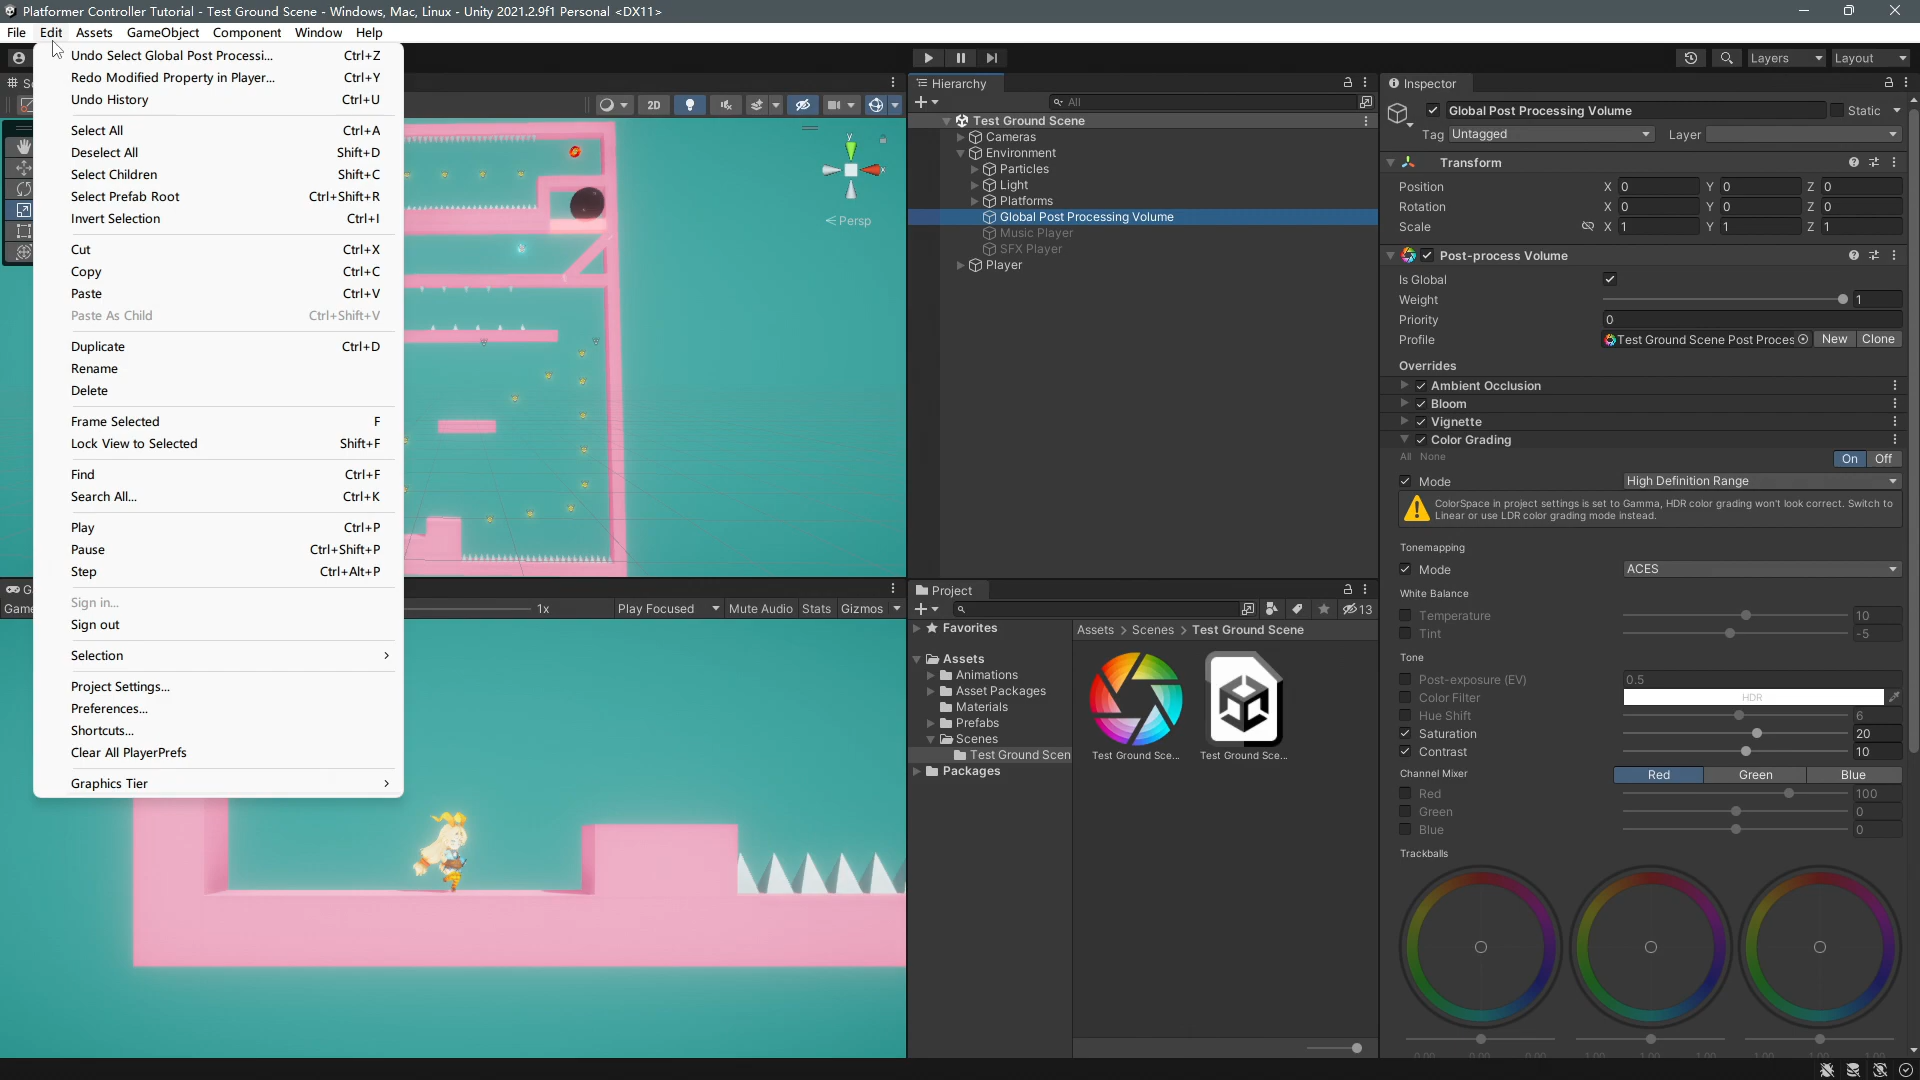 Platformer Controller Tutorial - Test Ground Scene - Windows, Mac, Linux - Unity 2021.2.9f1 Personal <DX11>
File Edit Assets GameObject Component Window Help
Undo Select Global Post Processi... Ctrl+Z
Redo Modified Property in Player... Ctrl+Y
Undo History Ctrl+U
Select All Ctrl+A
Deselect All Shift+D
Select Children Shift+C
Select Prefab Root Ctrl+Shift+R
Invert Selection Ctrl+I
Cut Ctrl+X
Copy Ctrl+C
Paste Ctrl+V
Paste As Child Ctrl+Shift+V
Duplicate Ctrl+D
Rename
Delete
Frame Selected F
Lock View to Selected Shift+F
Find Ctrl+F
Search All... Ctrl+K
Play Ctrl+P
Pause Ctrl+Shift+P
Step Ctrl+Alt+P
Sign in...
Sign out
Selection
Project Settings...
Preferences...
Shortcuts...
Clear All PlayerPrefs
Graphics Tier
2D
y
x
Persp
Game
1x Play Focused Mute Audio Stats Gizmos
Layers Layout
Hierarchy
All
Test Ground Scene
Cameras
Environment
Particles
Light
Platforms
Global Post Processing Volume
Music Player
SFX Player
Player
Project
13
Favorites
Assets
Animations
Asset Packages
Materials
Prefabs
Scenes
Test Ground Scen
Packages
Assets > Scenes > Test Ground Scene
Test Ground Sce... Test Ground Sce...
Inspector
Global Post Processing Volume Static
Tag Untagged Layer
Transform
Position X 0 Y 0 Z 0
Rotation X 0 Y 0 Z 0
Scale X 1 Y 1 Z 1
Post-process Volume
Is Global
Weight 1
Priority 0
Profile Test Ground Scene Post Proces New Clone
Overrides
Ambient Occlusion
Bloom
Vignette
Color Grading
All None On Off
Mode High Definition Range
ColorSpace in project settings is set to Gamma, HDR color grading won't look correct. Switch to
Linear or use LDR color grading mode instead.
Tonemapping
Mode ACES
White Balance
Temperature 10
Tint -5
Tone
Post-exposure (EV) 0.5
Color Filter HDR
Hue Shift 6
Saturation 20
Contrast 10
Channel Mixer Red Green Blue
Red 100
Green 0
Blue 0
Trackballs